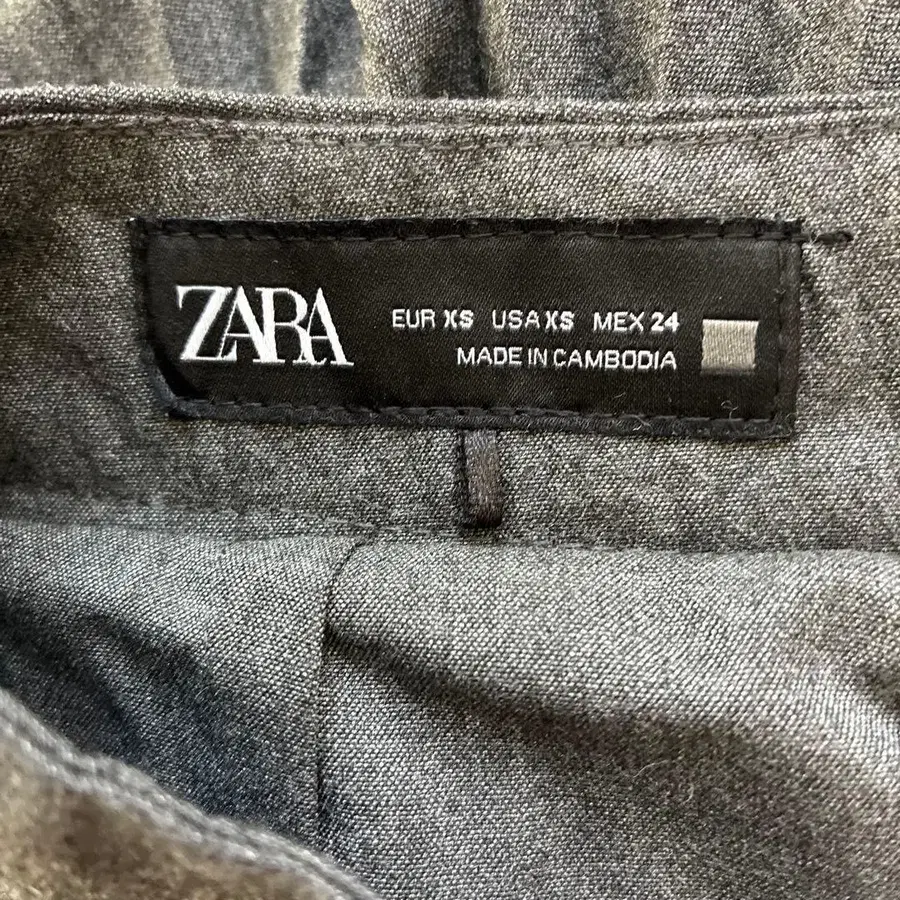 ZARA
EUR XS USA XS MEX 24
MADE IN CAMBODIA